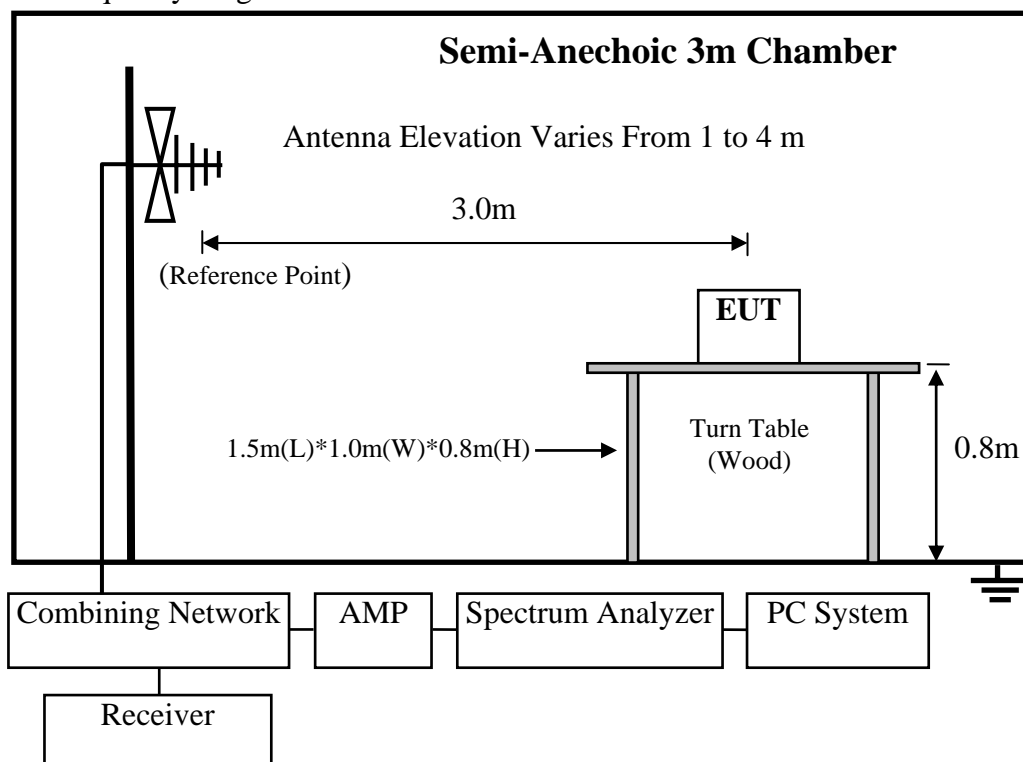 Semi-Anechoic 3m Chamber
Antenna Elevation Varies From 1 to 4 m
3.0m
(Reference Point)
EUT
1.5m(L)*1.0m(W)*0.8m(H)
Turn Table
(Wood)
0.8m
Combining Network
AMP
Spectrum Analyzer
PC System
Receiver